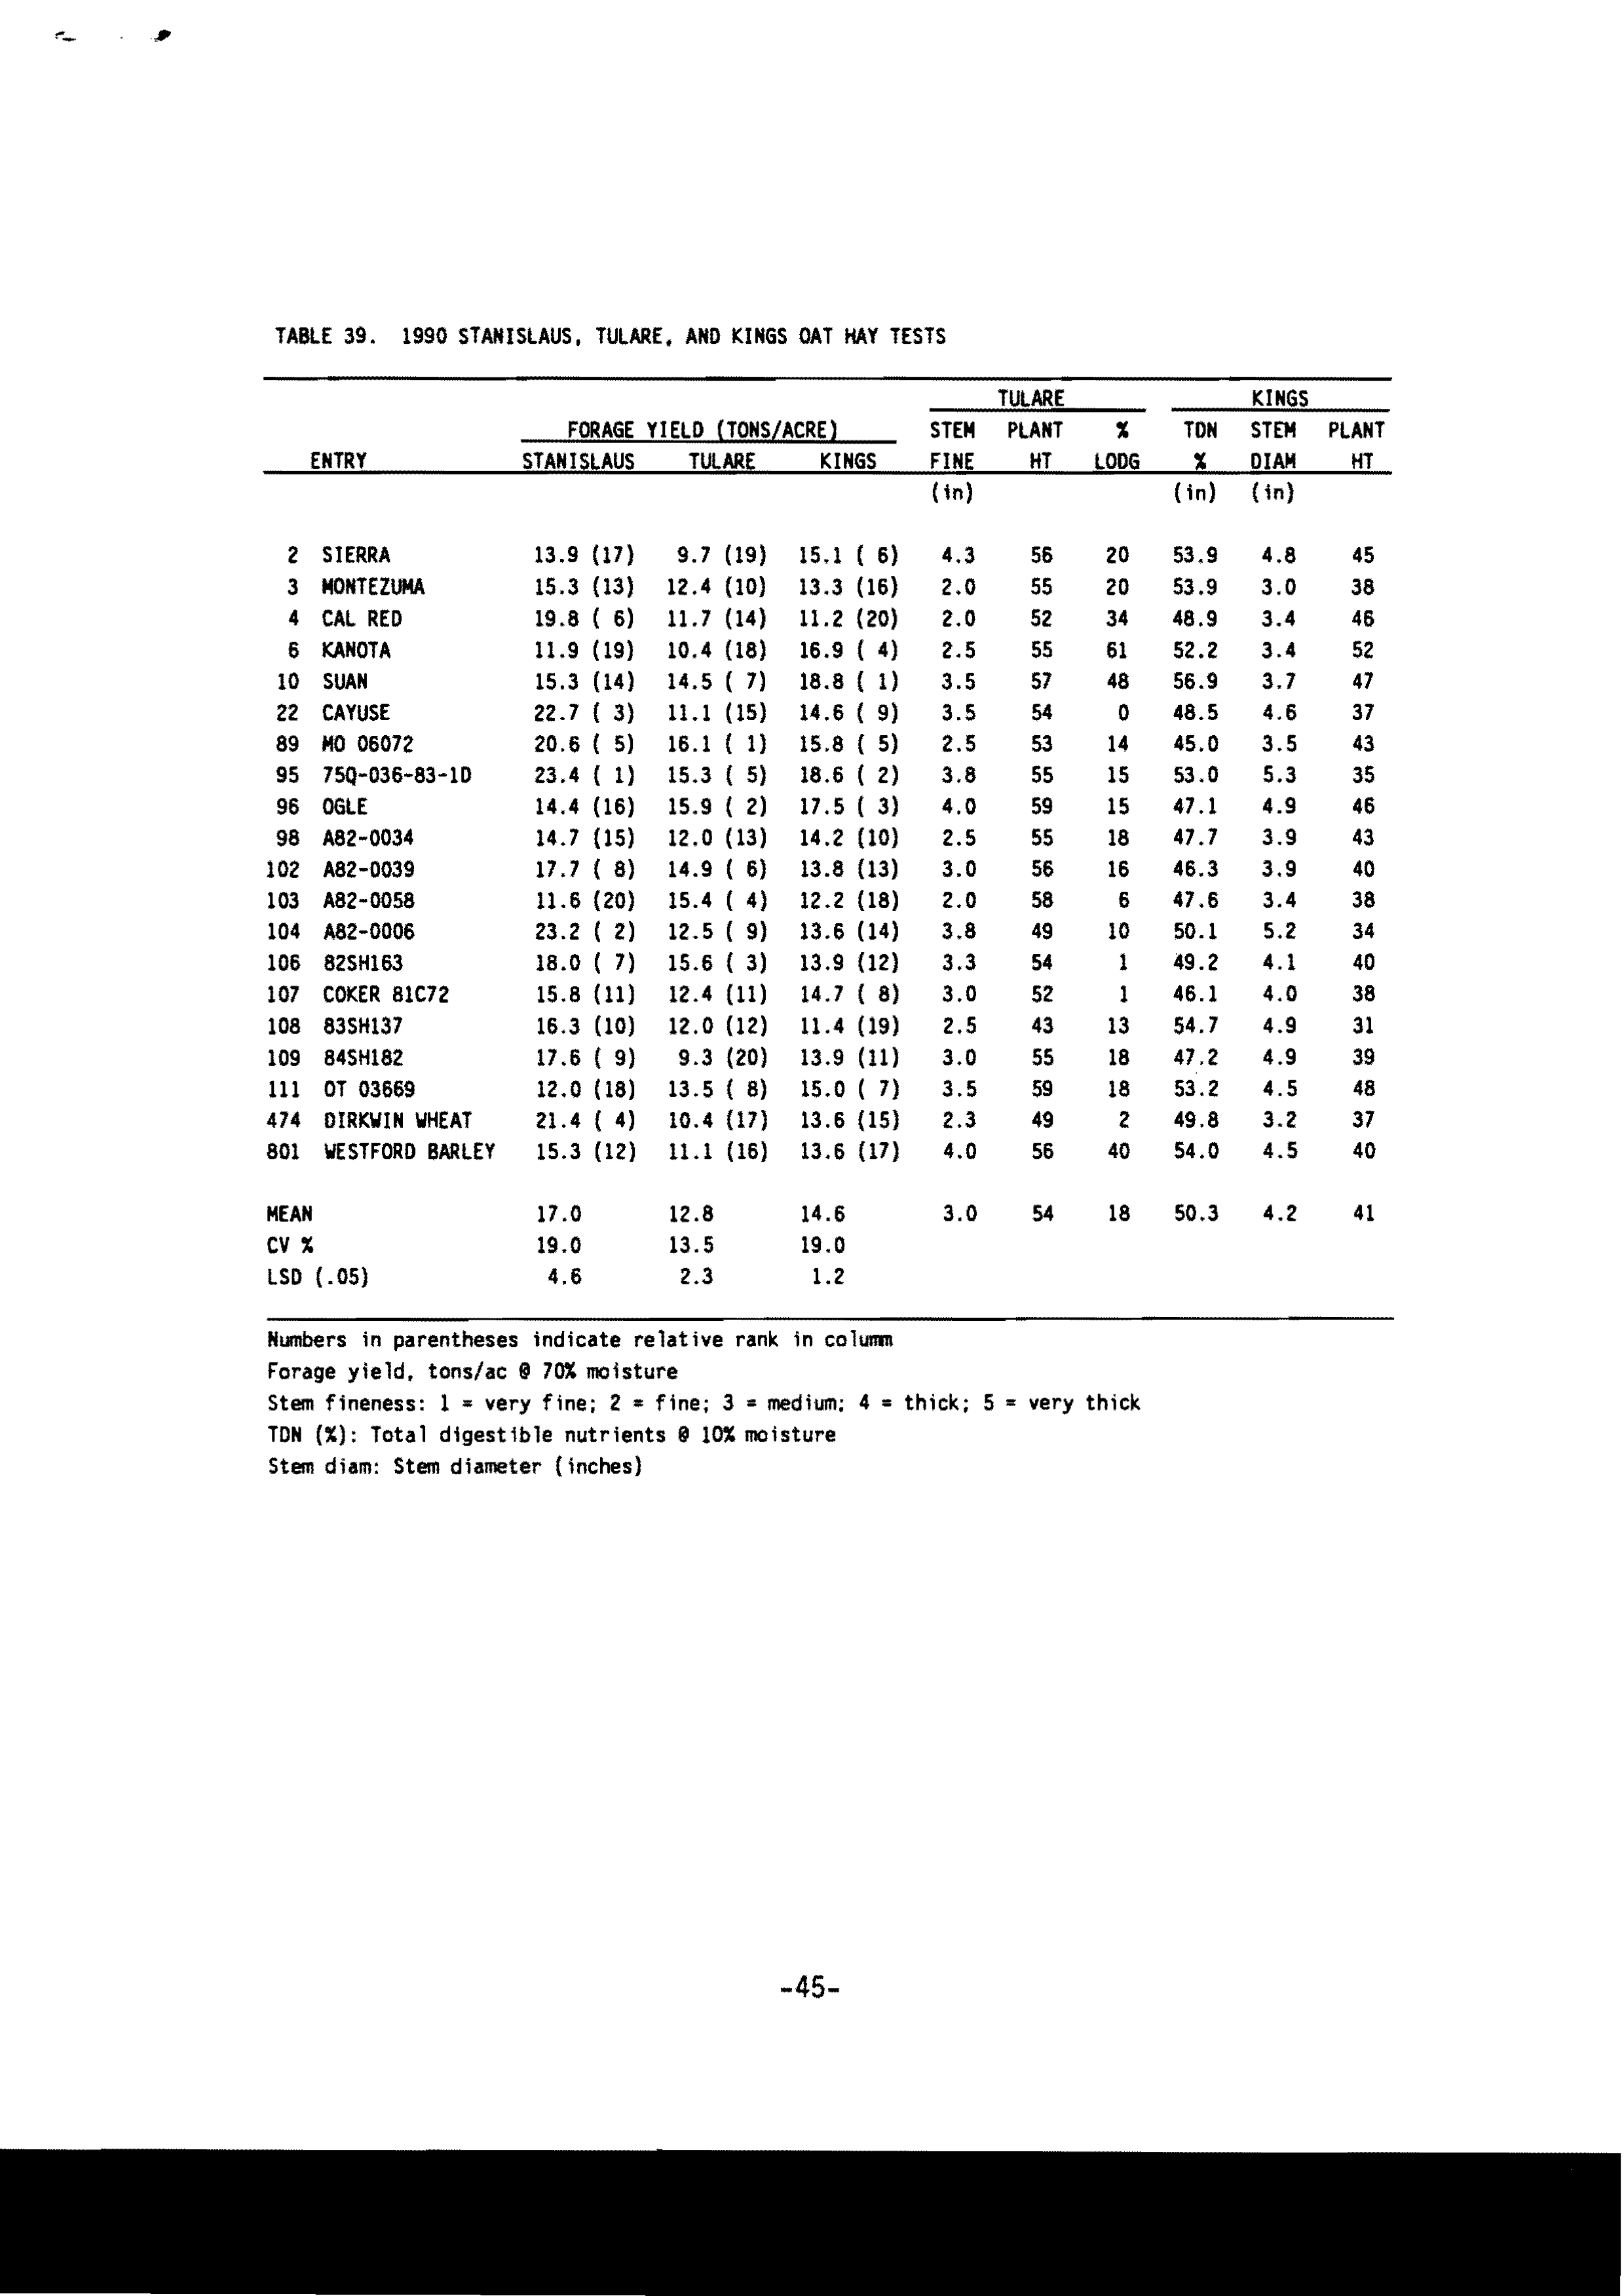 TABLE 39. 1990 STANISLAUS, TULARE, AND KINGS OAT HAY TESTS
TULARE KINGS
FORAGE YIELD (TONS/ACRE) STEM PLANT % TDN STEM PLANT
ENTRY STANISLAUS TULARE KINGS FINE HT LODG % DIAM HT
(in) (in) (in)
2 SIERRA 13.9 (17) 9.7 (19) 15.1 ( 6) 4.3 56 20 53.9 4.8 45
3 MONTEZUMA 15.3 (13) 12.4 (10) 13.3 (16) 2.0 55 20 53.9 3.0 38
4 CAL RED 19.8 ( 6) 11.7 (14) 11.2 (20) 2.0 52 34 48.9 3.4 46
6 KANOTA 11.9 (19) 10.4 (18) 16.9 ( 4) 2.5 55 61 52.2 3.4 52
10 SUAN 15.3 (14) 14.5 ( 7) 18.8 ( 1) 3.5 57 48 56.9 3.7 47
22 CAYUSE 22.7 ( 3) 11.1 (15) 14.6 ( 9) 3.5 54 0 48.5 4.6 37
89 MO 06072 20.6 ( 5) 16.1 ( 1) 15.8 ( 5) 2.5 53 14 45.0 3.5 43
95 75Q-036-83-1D 23.4 ( 1) 15.3 ( 5) 18.6 ( 2) 3.8 55 15 53.0 5.3 35
96 OGLE 14.4 (16) 15.9 ( 2) 17.5 ( 3) 4.0 59 15 47.1 4.9 46
98 A82-0034 14.7 (15) 12.0 (13) 14.2 (10) 2.5 55 18 47.7 3.9 43
102 A82-0039 17.7 ( 8) 14.9 ( 6) 13.8 (13) 3.0 56 16 46.3 3.9 40
103 A82-0058 11.6 (20) 15.4 ( 4) 12.2 (18) 2.0 58 6 47.6 3.4 38
104 A82-0006 23.2 ( 2) 12.5 ( 9) 13.6 (14) 3.8 49 10 50.1 5.2 34
106 82SH163 18.0 ( 7) 15.6 ( 3) 13.9 (12) 3.3 54 1 49.2 4.1 40
107 COKER 81C72 15.8 (11) 12.4 (11) 14.7 ( 8) 3.0 52 1 46.1 4.0 38
108 83SH137 16.3 (10) 12.0 (12) 11.4 (19) 2.5 43 13 54.7 4.9 31
109 84SH182 17.6 ( 9) 9.3 (20) 13.9 (11) 3.0 55 18 47.2 4.9 39
111 OT 03669 12.0 (18) 13.5 ( 8) 15.0 ( 7) 3.5 59 18 53.2 4.5 48
474 DIRKWIN WHEAT 21.4 ( 4) 10.4 (17) 13.6 (15) 2.3 49 2 49.8 3.2 37
801 WESTFORD BARLEY 15.3 (12) 11.1 (16) 13.6 (17) 4.0 56 40 54.0 4.5 40
MEAN 17.0 12.8 14.6 3.0 54 18 50.3 4.2 41
CV % 19.0 13.5 19.0
LSD (.05) 4.6 2.3 1.2
Numbers in parentheses indicate relative rank in column
Forage yield, tons/ac @ 70% moisture
Stem fineness: 1 = very fine; 2 = fine; 3 = medium; 4 = thick; 5 = very thick
TDN (%): Total digestible nutrients @ 10% moisture
Stem diam: Stem diameter (inches)
-45-